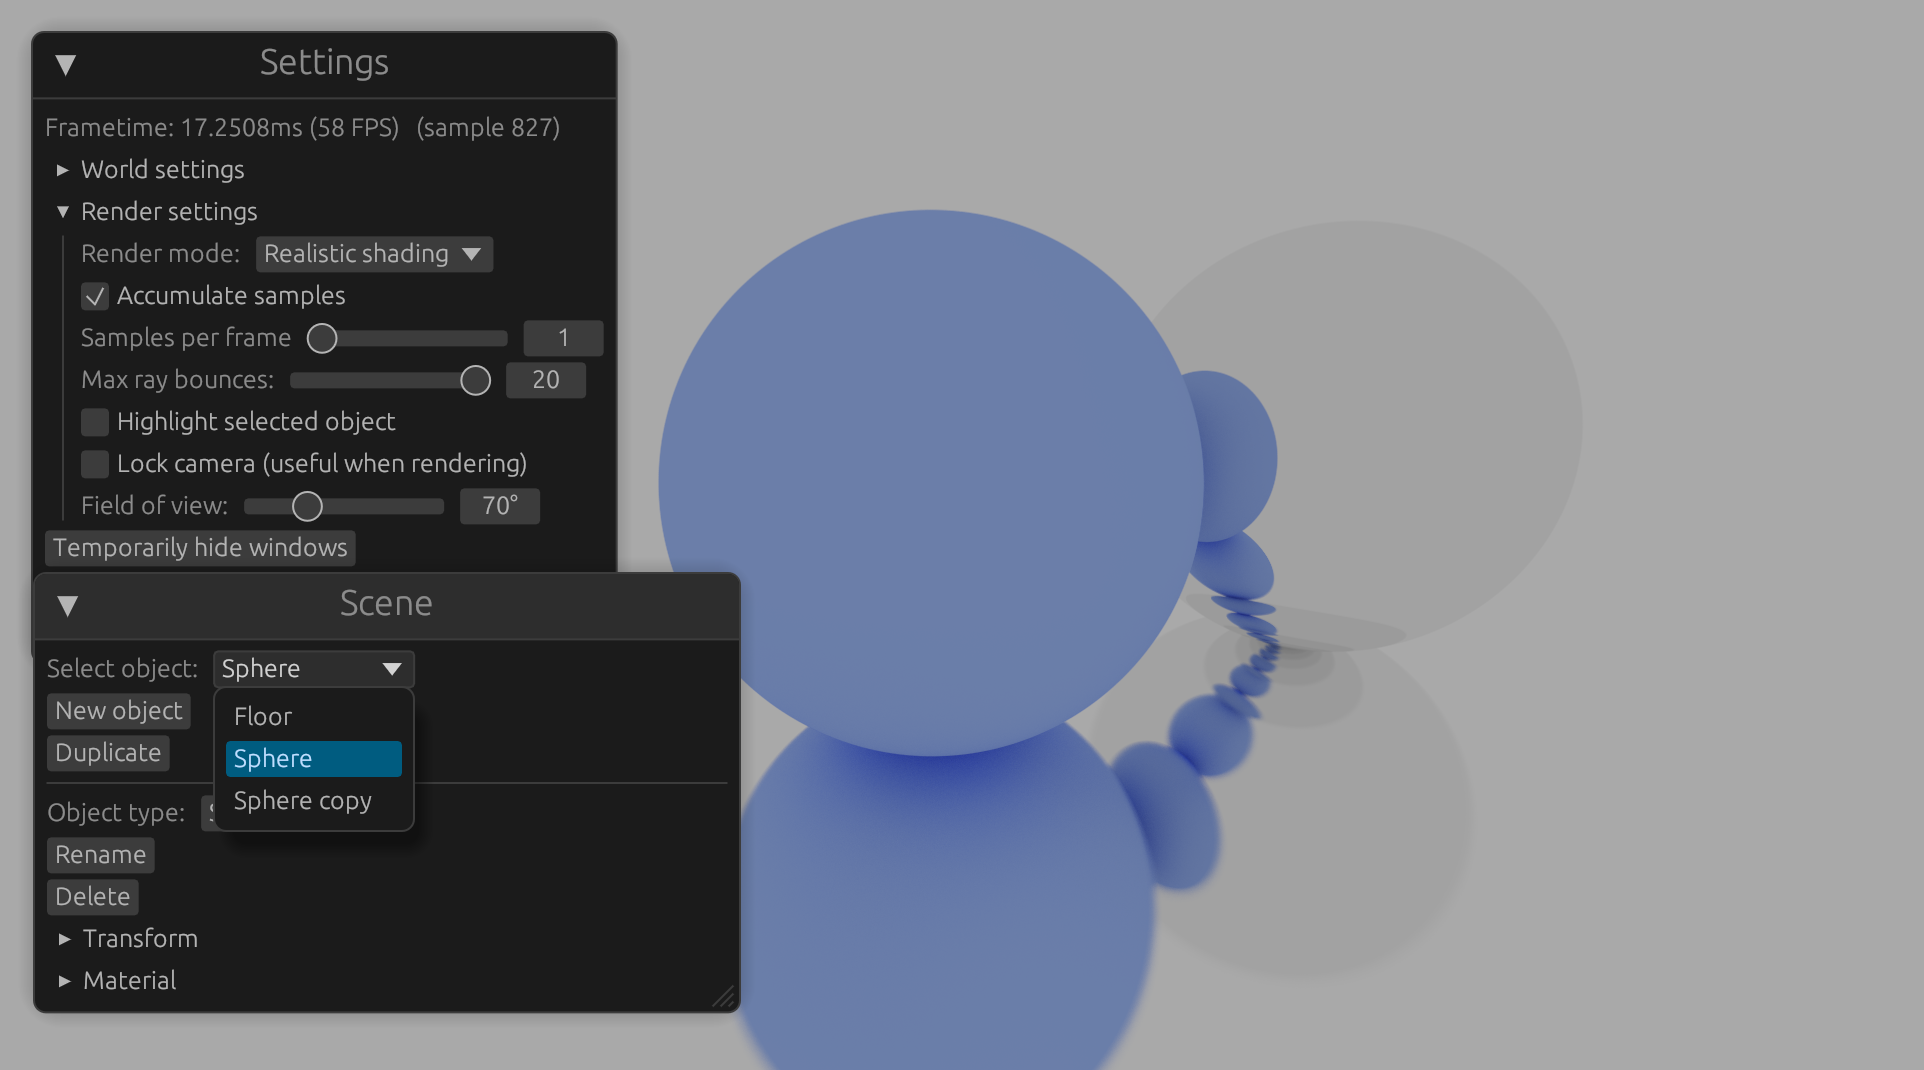 Settings
Frametime: 17.2508ms (58 FPS) (sample 827)
World settings
Render settings
Render mode: Realistic shading
Accumulate samples
Samples per frame 1
Max ray bounces: 20
Highlight selected object
Lock camera (useful when rendering)
Field of view: 70°
Temporarily hide windows
Scene
Select object: Sphere
New object
Floor
Duplicate
Sphere
Sphere copy
Object type:
Rename
Delete
Transform
Material